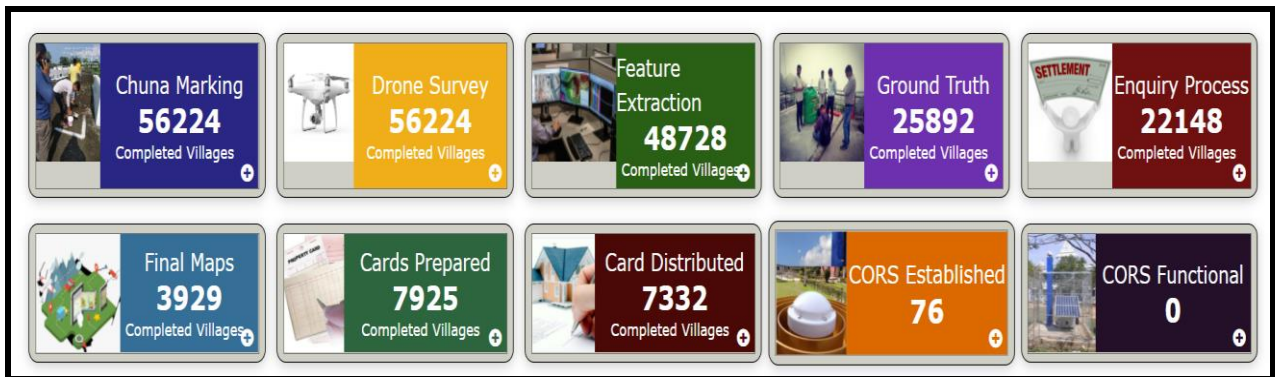 Chuna Marking
56224
Completed Villages
Drone Survey
56224
Completed Villages
Feature
Extraction
48728
Completed Villages
Ground Truth
25892
Completed Villages
SETTLEMENT
Enquiry Process
22148
Completed Villages
Final Maps
3929
Completed Villages
PROPERTY CARD
Cards Prepared
7925
Completed Villages
Card Distributed
7332
Completed Villages
CORS Established
76
CORS Functional
0